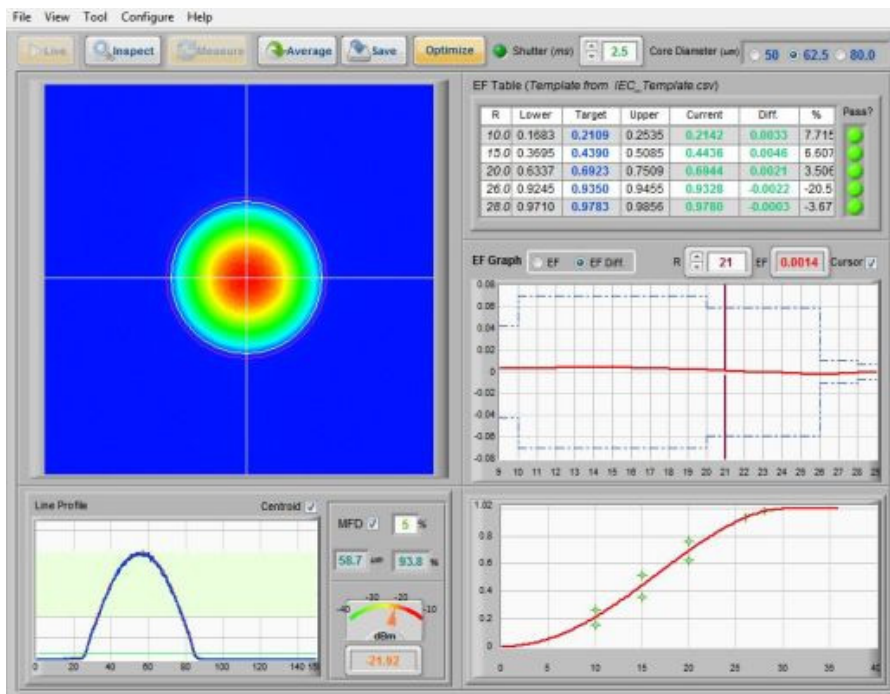 File View Tool Configure Help
Live Inspect Measure Average Save Optimize Shutter (ms) 2.5 Core Diameter (um) 50 62.5 80.0
EF Table (Template from IEC_Template.csv)
R Lower Target Upper Current Diff. % Pass?
10.0 0.1683 0.2109 0.2535 0.2142 0.0033 7.715
15.0 0.3695 0.4390 0.5085 0.4436 0.0046 6.607
20.0 0.6337 0.6923 0.7509 0.6944 0.0021 3.506
26.0 0.9245 0.9350 0.9455 0.9328 -0.0022 -20.5
28.0 0.9710 0.9783 0.9856 0.9780 -0.0003 -3.67
EF Graph EF EF Diff. R 21 EF 0.0014 Cursor
0.08
0.06
0.04
0.02
0
-0.02
-0.04
-0.06
-0.08
9 10 11 12 13 14 15 16 17 18 19 20 21 22 23 24 25 26 27 28 29
Line Profile Centroid
0 20 40 60 80 100 120 140
MFD 5 %
58.7 um 93.8 %
-40 -30 -20 -10
dBm
-21.92
1.02
0.8
0.6
0.4
0.2
0
0 5 10 15 20 25 30 35 40